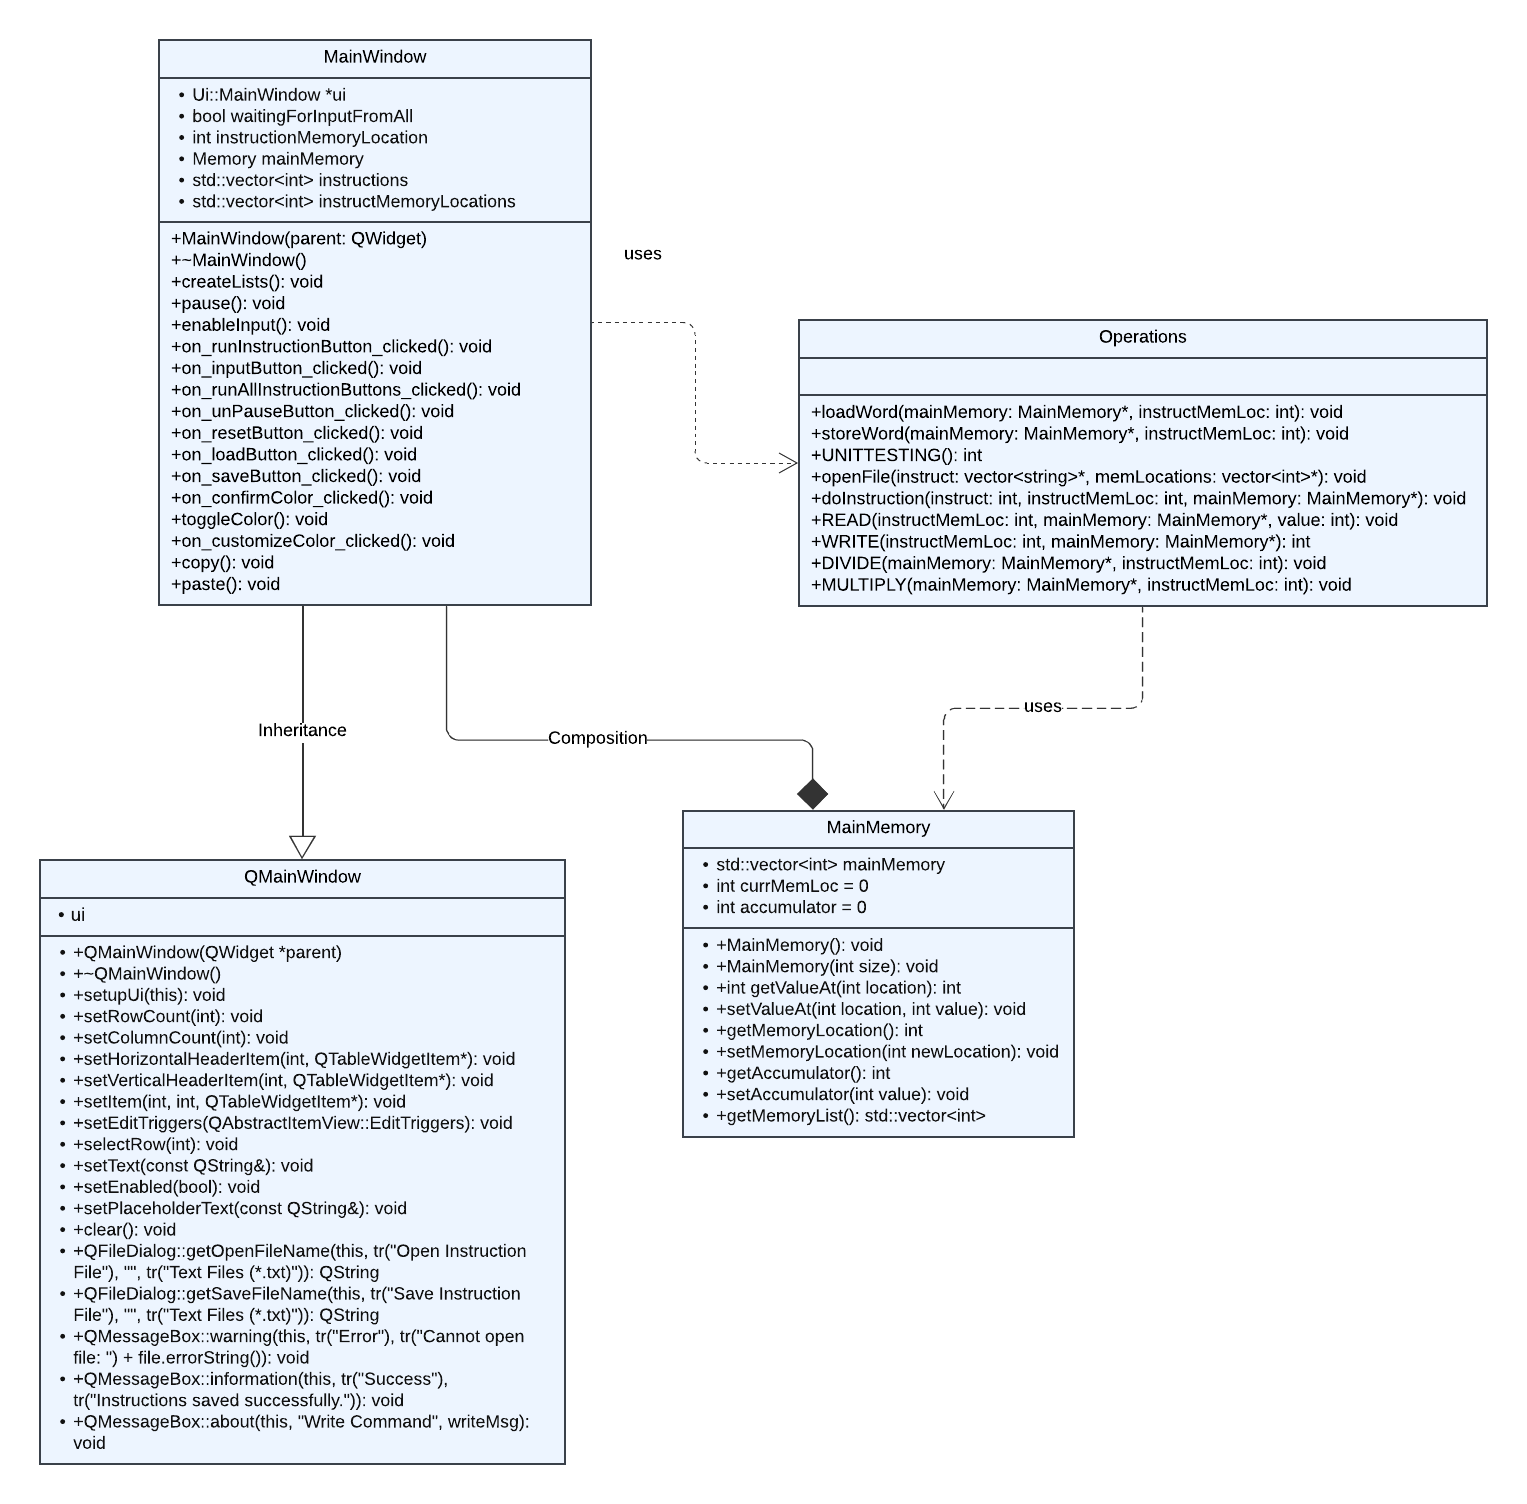 MainWindow
• Ui::MainWindow *ui
• bool waitingForInputFromAll
• int instructionMemoryLocation
• Memory mainMemory
• std::vector<int> instructions
• std::vector<int> instructMemoryLocations
+MainWindow(parent: QWidget)
+~MainWindow()
+createLists(): void
+pause(): void
+enableInput(): void
+on_runInstructionButton_clicked(): void
+on_inputButton_clicked(): void
+on_runAllInstructionButtons_clicked(): void
+on_unPauseButton_clicked(): void
+on_resetButton_clicked(): void
+on_loadButton_clicked(): void
+on_saveButton_clicked(): void
+on_confirmColor_clicked(): void
+toggleColor(): void
+on_customizeColor_clicked(): void
+copy(): void
+paste(): void
uses
Operations
+loadWord(mainMemory: MainMemory*, instructMemLoc: int): void
+storeWord(mainMemory: MainMemory*, instructMemLoc: int): void
+UNITTESTING(): int
+openFile(instruct: vector<string>*, memLocations: vector<int>*): void
+doInstruction(instruct: int, instructMemLoc: int, mainMemory: MainMemory*): void
+READ(instructMemLoc: int, mainMemory: MainMemory*, value: int): void
+WRITE(instructMemLoc: int, mainMemory: MainMemory*): int
+DIVIDE(mainMemory: MainMemory*, instructMemLoc: int): void
+MULTIPLY(mainMemory: MainMemory*, instructMemLoc: int): void
Inheritance
Composition
uses
QMainWindow
• ui
• +QMainWindow(QWidget *parent)
• +~QMainWindow()
• +setupUi(this): void
• +setRowCount(int): void
• +setColumnCount(int): void
• +setHorizontalHeaderItem(int, QTableWidgetItem*): void
• +setVerticalHeaderItem(int, QTableWidgetItem*): void
• +setItem(int, int, QTableWidgetItem*): void
• +setEditTriggers(QAbstractItemView::EditTriggers): void
• +selectRow(int): void
• +setText(const QString&): void
• +setEnabled(bool): void
• +setPlaceholderText(const QString&): void
• +clear(): void
• +QFileDialog::getOpenFileName(this, tr("Open Instruction
File"), "", tr("Text Files (*.txt)")): QString
• +QFileDialog::getSaveFileName(this, tr("Save Instruction
File"), "", tr("Text Files (*.txt)")): QString
• +QMessageBox::warning(this, tr("Error"), tr("Cannot open
file: ") + file.errorString()): void
• +QMessageBox::information(this, tr("Success"),
tr("Instructions saved successfully.")): void
• +QMessageBox::about(this, "Write Command", writeMsg):
void
MainMemory
• std::vector<int> mainMemory
• int currMemLoc = 0
• int accumulator = 0
• +MainMemory(): void
• +MainMemory(int size): void
• +int getValueAt(int location): int
• +setValueAt(int location, int value): void
• +getMemoryLocation(): int
• +setMemoryLocation(int newLocation): void
• +getAccumulator(): int
• +setAccumulator(int value): void
• +getMemoryList(): std::vector<int>